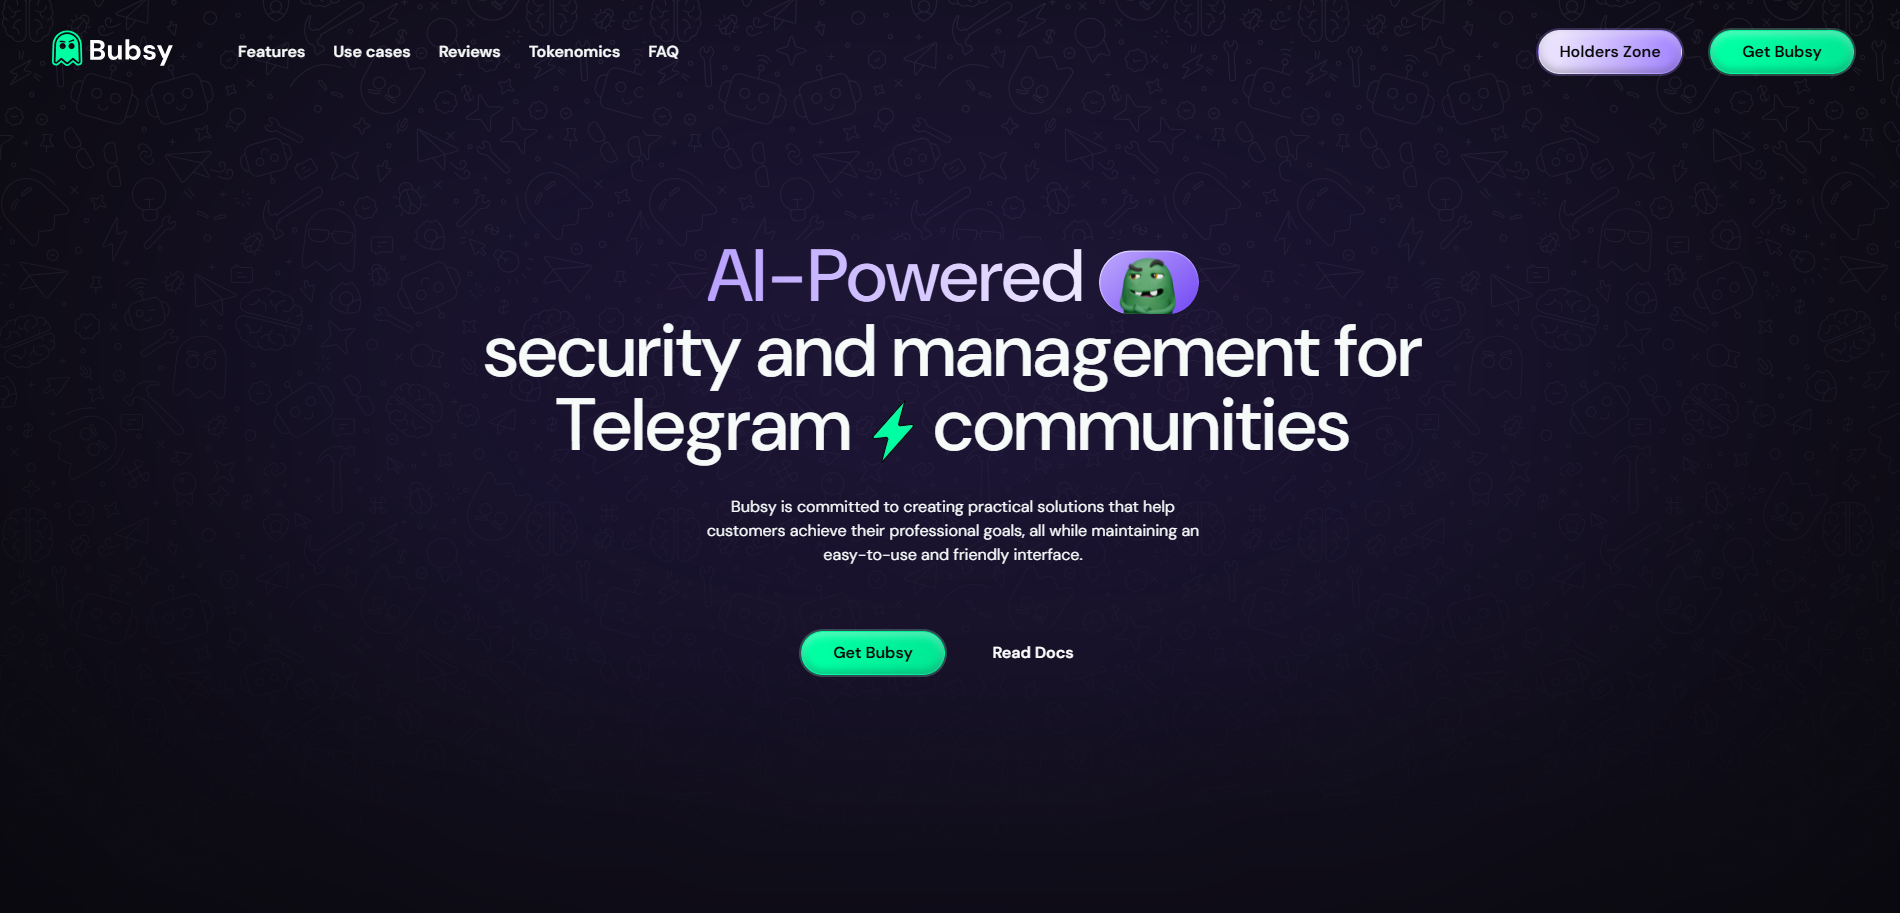 Bubsy
Features
Use cases
Reviews
Tokenomics
FAQ
Holders Zone
Get Bubsy
AI-Powered
security and management for
Telegram communities
Bubsy is committed to creating practical solutions that help
customers achieve their professional goals, all while maintaining an
easy-to-use and friendly interface.
Get Bubsy
Read Docs